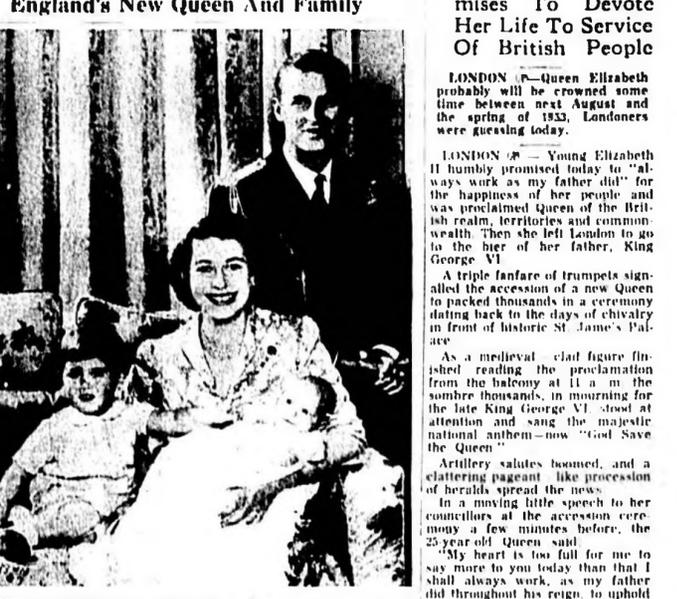 England's New Queen And Family
mises To Devote
Her Life To Service
Of British People
LONDON —Queen Elizabeth
probably will be crowned some
time between next August and
the spring of 1953, Londoners
were guessing today.
LONDON — Young Elizabeth
II humbly promised today to "al-
ways work as my father did" for
the happiness of her people and
was proclaimed Queen of the Brit-
ish realm, territories and common-
wealth. Then she left London to go
to the bier of her father, King
George VI
A triple fanfare of trumpets sign-
alled the accession of a new Queen
to packed thousands in a ceremony
dating back to the days of chivalry
in front of historic St. Jame's Pal-
ace
As a medieval - clad figure fin-
ished reading the proclamation
from the balcony at 11 a m the
sombre thousands, in mourning for
the late King George VI stood at
attention and sang the majestic
national anthem—now "God Save
the Queen"
Artillery salutes boomed, and a
clattering pageant like procession
of heralds spread the news
In a moving little speech to her
councillors at the accession cere-
mony a few minutes before, the
25-year-old Queen said
"My heart is too full for me to
say more to you today than that I
shall always work, as my father
did throughout his reign, to uphold